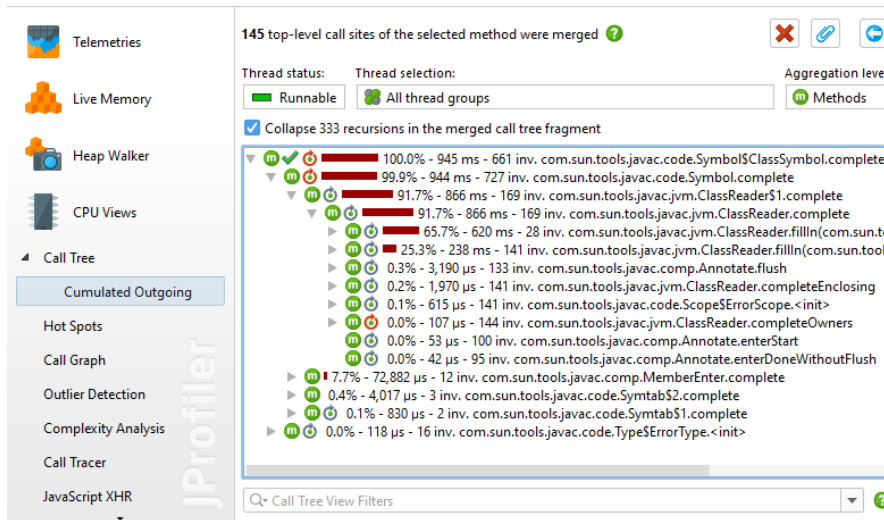 Telemetries
Live Memory
Heap Walker
CPU Views
Call Tree
Cumulated Outgoing
Hot Spots
Call Graph
Outlier Detection
Complexity Analysis
Call Tracer
JavaScript XHR
JProfiler
145 top-level call sites of the selected method were merged
Thread status: Thread selection: Aggregation leve
Runnable All thread groups Methods
Collapse 333 recursions in the merged call tree fragment
100.0% - 945 ms - 661 inv. com.sun.tools.javac.code.Symbol$ClassSymbol.complete
99.9% - 944 ms - 727 inv. com.sun.tools.javac.code.Symbol.complete
91.7% - 866 ms - 169 inv. com.sun.tools.javac.jvm.ClassReader$1.complete
91.7% - 866 ms - 169 inv. com.sun.tools.javac.jvm.ClassReader.complete
65.7% - 620 ms - 28 inv. com.sun.tools.javac.jvm.ClassReader.fillIn(com.sun.to
25.3% - 238 ms - 141 inv. com.sun.tools.javac.jvm.ClassReader.fillIn(com.sun.tool
0.3% - 3,190 µs - 133 inv. com.sun.tools.javac.comp.Annotate.flush
0.2% - 1,970 µs - 141 inv. com.sun.tools.javac.jvm.ClassReader.completeEnclosing
0.1% - 615 µs - 141 inv. com.sun.tools.javac.code.Scope$ErrorScope.<init>
0.0% - 107 µs - 144 inv. com.sun.tools.javac.jvm.ClassReader.completeOwners
0.0% - 53 µs - 100 inv. com.sun.tools.javac.comp.Annotate.enterStart
0.0% - 42 µs - 95 inv. com.sun.tools.javac.comp.Annotate.enterDoneWithoutFlush
7.7% - 72,882 µs - 12 inv. com.sun.tools.javac.comp.MemberEnter.complete
0.4% - 4,017 µs - 3 inv. com.sun.tools.javac.code.Symtab$2.complete
0.1% - 830 µs - 2 inv. com.sun.tools.javac.code.Symtab$1.complete
0.0% - 118 µs - 16 inv. com.sun.tools.javac.code.Type$ErrorType.<init>
Call Tree View Filters